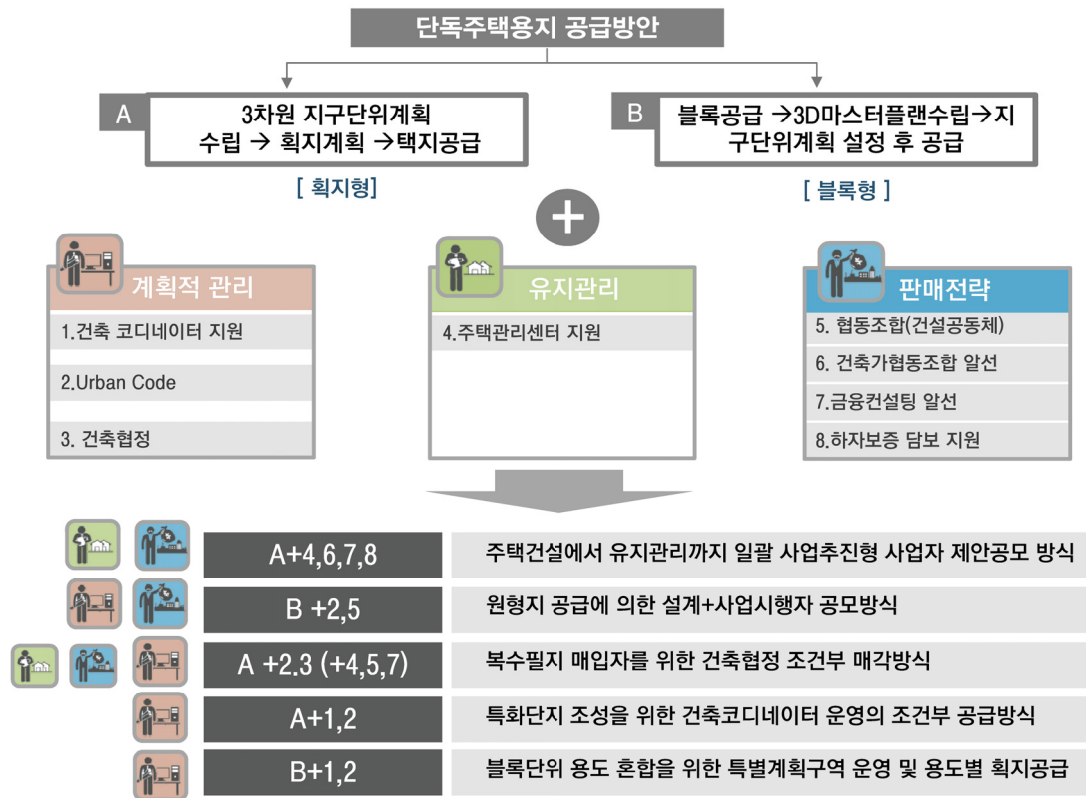 단독주택용지 공급방안
A
3차원 지구단위계획
수립 → 획지계획 →택지공급
[ 획지형]
B
블록공급 →3D마스터플랜수립→지
구단위계획 설정 후 공급
[ 블록형 ]
+
계획적 관리
1.건축 코디네이터 지원
2.Urban Code
3. 건축협정
유지관리
4.주택관리센터 지원
판매전략
5. 협동조합(건설공동체)
6. 건축가협동조합 알선
7.금융컨설팅 알선
8.하자보증 담보 지원
A+4,6,7,8
주택건설에서 유지관리까지 일괄 사업추진형 사업자 제안공모 방식
B +2,5
원형지 공급에 의한 설계+사업시행자 공모방식
A +2.3 (+4,5,7)
복수필지 매입자를 위한 건축협정 조건부 매각방식
A+1,2
특화단지 조성을 위한 건축코디네이터 운영의 조건부 공급방식
B+1,2
블록단위 용도 혼합을 위한 특별계획구역 운영 및 용도별 획지공급